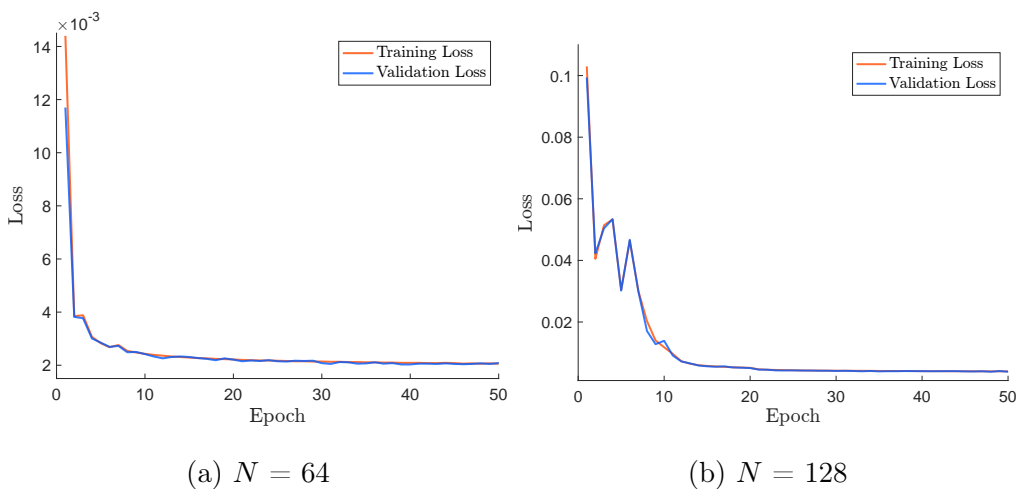 ×10⁻³
14
12
10
8
6
4
2
0 10 20 30 40 50
Loss
Epoch
Training Loss
Validation Loss
(a) N = 64
0.1
0.08
0.06
0.04
0.02
0 10 20 30 40 50
Loss
Epoch
Training Loss
Validation Loss
(b) N = 128